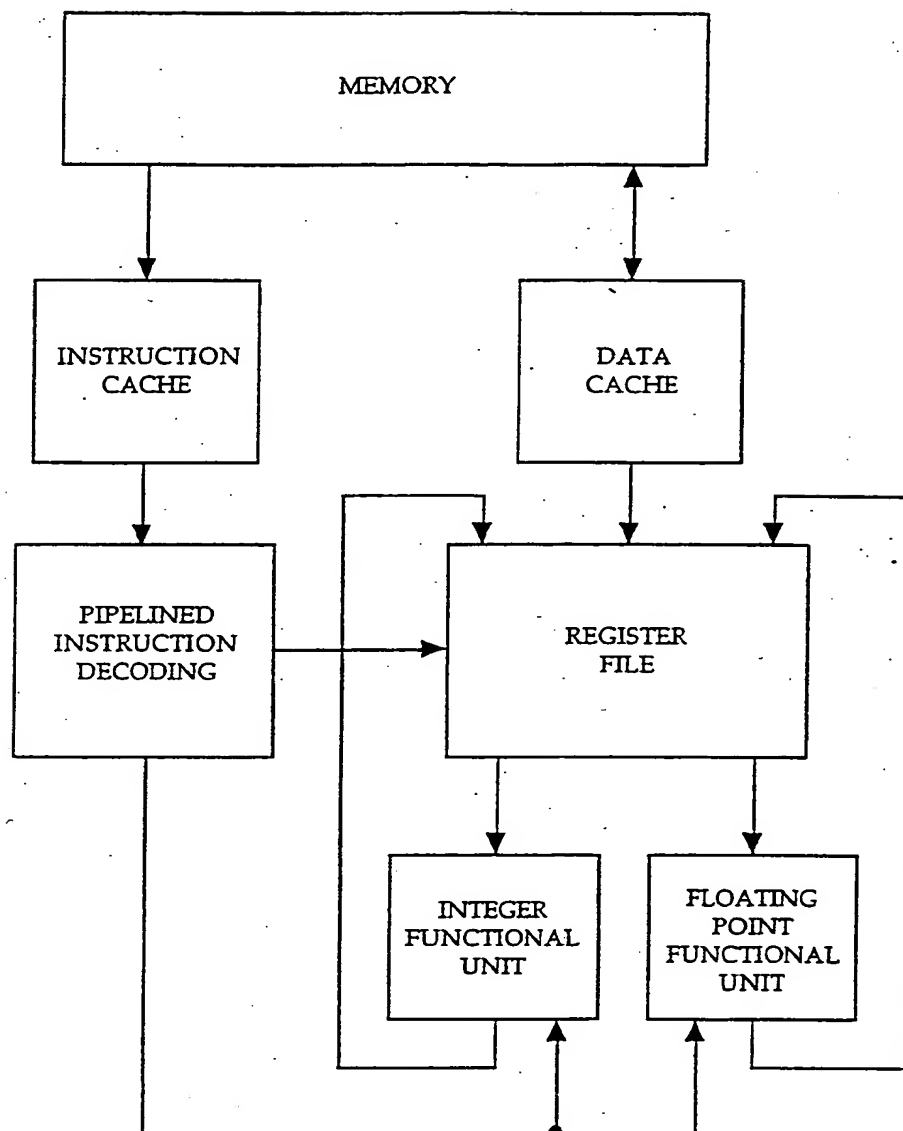 MEMORY
INSTRUCTION
CACHE
DATA
CACHE
PIPELINED
INSTRUCTION
DECODING
REGISTER
FILE
INTEGER
FUNCTIONAL
UNIT
FLOATING
POINT
FUNCTIONAL
UNIT